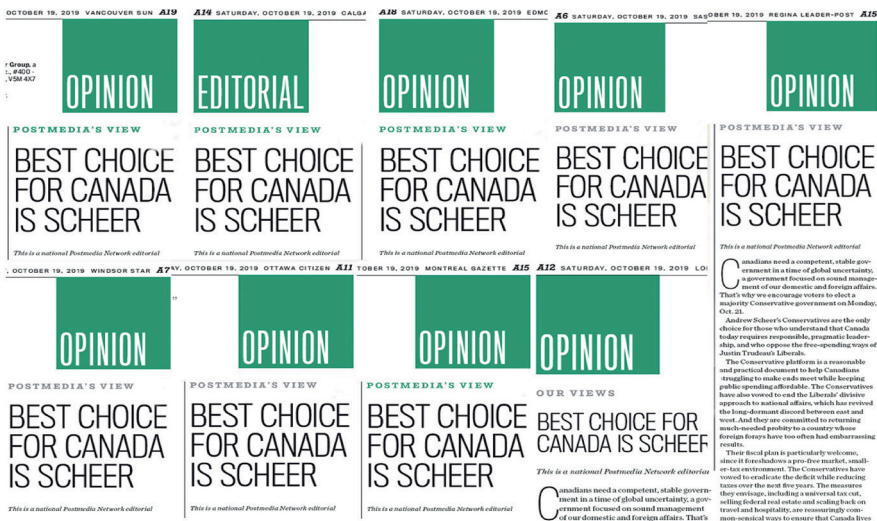 OCTOBER 19, 2019 VANCOUVER SUN A19
r Group, a
., #400 -
, V5M 4X7
OPINION
POSTMEDIA'S VIEW
BEST CHOICE
FOR CANADA
IS SCHEER
This is a national Postmedia Network editorial
A14 SATURDAY, OCTOBER 19, 2019 CALGA
EDITORIAL
POSTMEDIA'S VIEW
BEST CHOICE
FOR CANADA
IS SCHEER
This is a national Postmedia Network editorial
A18 SATURDAY, OCTOBER 19, 2019 EDMO
OPINION
POSTMEDIA'S VIEW
BEST CHOICE
FOR CANADA
IS SCHEER
This is a national Postmedia Network editorial
A6 SATURDAY, OCTOBER 19, 2019 SAS
OPINION
POSTMEDIA'S VIEW
BEST CHOICE
FOR CANADA
IS SCHEER
This is a national Postmedia Network editorial
OBER 19, 2019 REGINA LEADER-POST A15
OPINION
POSTMEDIA'S VIEW
BEST CHOICE
FOR CANADA
IS SCHEER
This is a national Postmedia Network editorial
Canadians need a competent, stable gov-
ernment in a time of global uncertainty,
a government focused on sound manage-
ment of our domestic and foreign affairs.
That's why we encourage voters to elect a
majority Conservative government on Monday,
Oct. 21.
Andrew Scheer's Conservatives are the only
choice for those who understand that Canada
today requires responsible, pragmatic leader-
ship, and who oppose the free-spending ways of
Justin Trudeau's Liberals.
The Conservative platform is a reasonable
and practical document to help Canadians
struggling to make ends meet while keeping
public spending affordable. The Conservatives
have also vowed to end the Liberals' divisive
approach to national affairs, which has revived
the long-dormant discord between east and
west. And they are committed to returning
much-needed probity to a country whose
foreign forays have too often had embarrassing
results.
Their fiscal plan is particularly welcome,
since it foreshadows a pro-free market, small-
er-tax environment. The Conservatives have
vowed to eradicate the deficit while reducing
taxes over the next five years. The measures
they envisage, including a universal tax cut,
selling federal real estate and scaling back on
travel and hospitality, are reassuringly com-
mon-sensical ways to ensure that Canada lives
, OCTOBER 19, 2019 WINDSOR STAR A7
OPINION
POSTMEDIA'S VIEW
BEST CHOICE
FOR CANADA
IS SCHEER
This is a national Postmedia Network editorial
AY, OCTOBER 19, 2019 OTTAWA CITIZEN A11
OPINION
POSTMEDIA'S VIEW
BEST CHOICE
FOR CANADA
IS SCHEER
This is a national Postmedia Network editorial
TOBER 19, 2019 MONTREAL GAZETTE A15
OPINION
POSTMEDIA'S VIEW
BEST CHOICE
FOR CANADA
IS SCHEER
This is a national Postmedia Network editorial
A12 SATURDAY, OCTOBER 19, 2019 LO
OPINION
OUR VIEWS
BEST CHOICE FOR
CANADA IS SCHEER
This is a national Postmedia Network editorial
Canadians need a competent, stable govern-
ment in a time of global uncertainty, a gov-
ernment focused on sound management
of our domestic and foreign affairs. That's